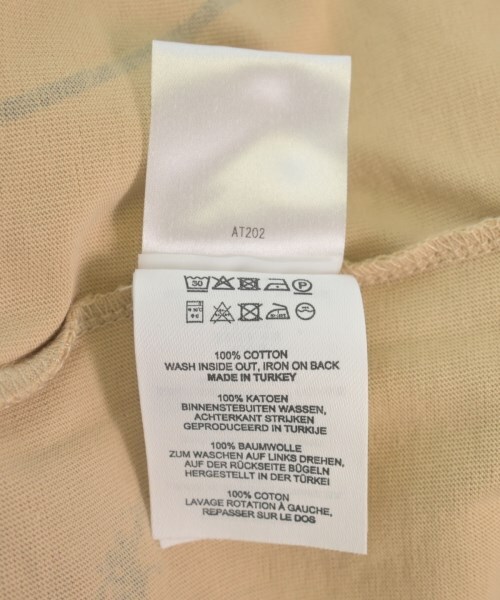 AT202
30
P
100% COTTON
WASH INSIDE OUT, IRON ON BACK
MADE IN TURKEY
100% KATOEN
BINNENSTEBUITEN WASSEN,
ACHTERKANT STRIJKEN
GEPRODUCEERD IN TURKIJE
100% BAUMWOLLE
ZUM WASCHEN AUF LINKS DREHEN,
AUF DER RÜCKSEITE BÜGELN
HERGESTELLT IN DER TÜRKEI
100% COTON
LAVAGE ROTATION À GAUCHE,
REPASSER SUR LE DOS